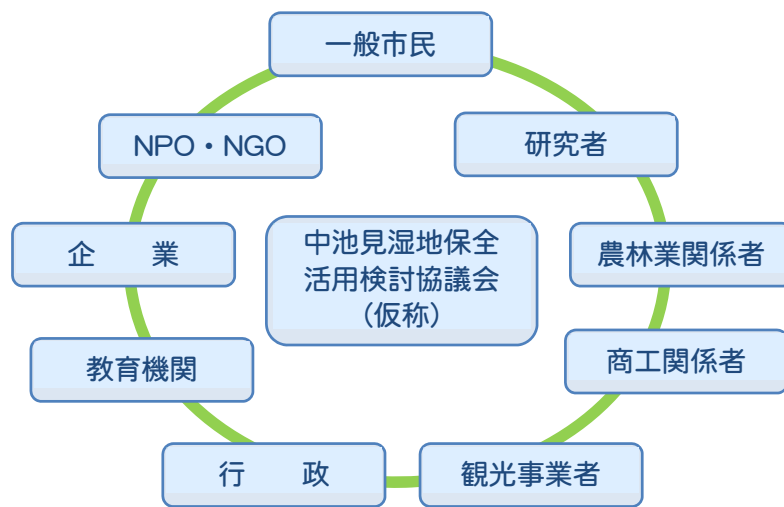 一般市民
NPO・NGO
研究者
企　　業
中池見湿地保全
活用検討協議会
（仮称）
農林業関係者
教育機関
商工関係者
行　　政
観光事業者